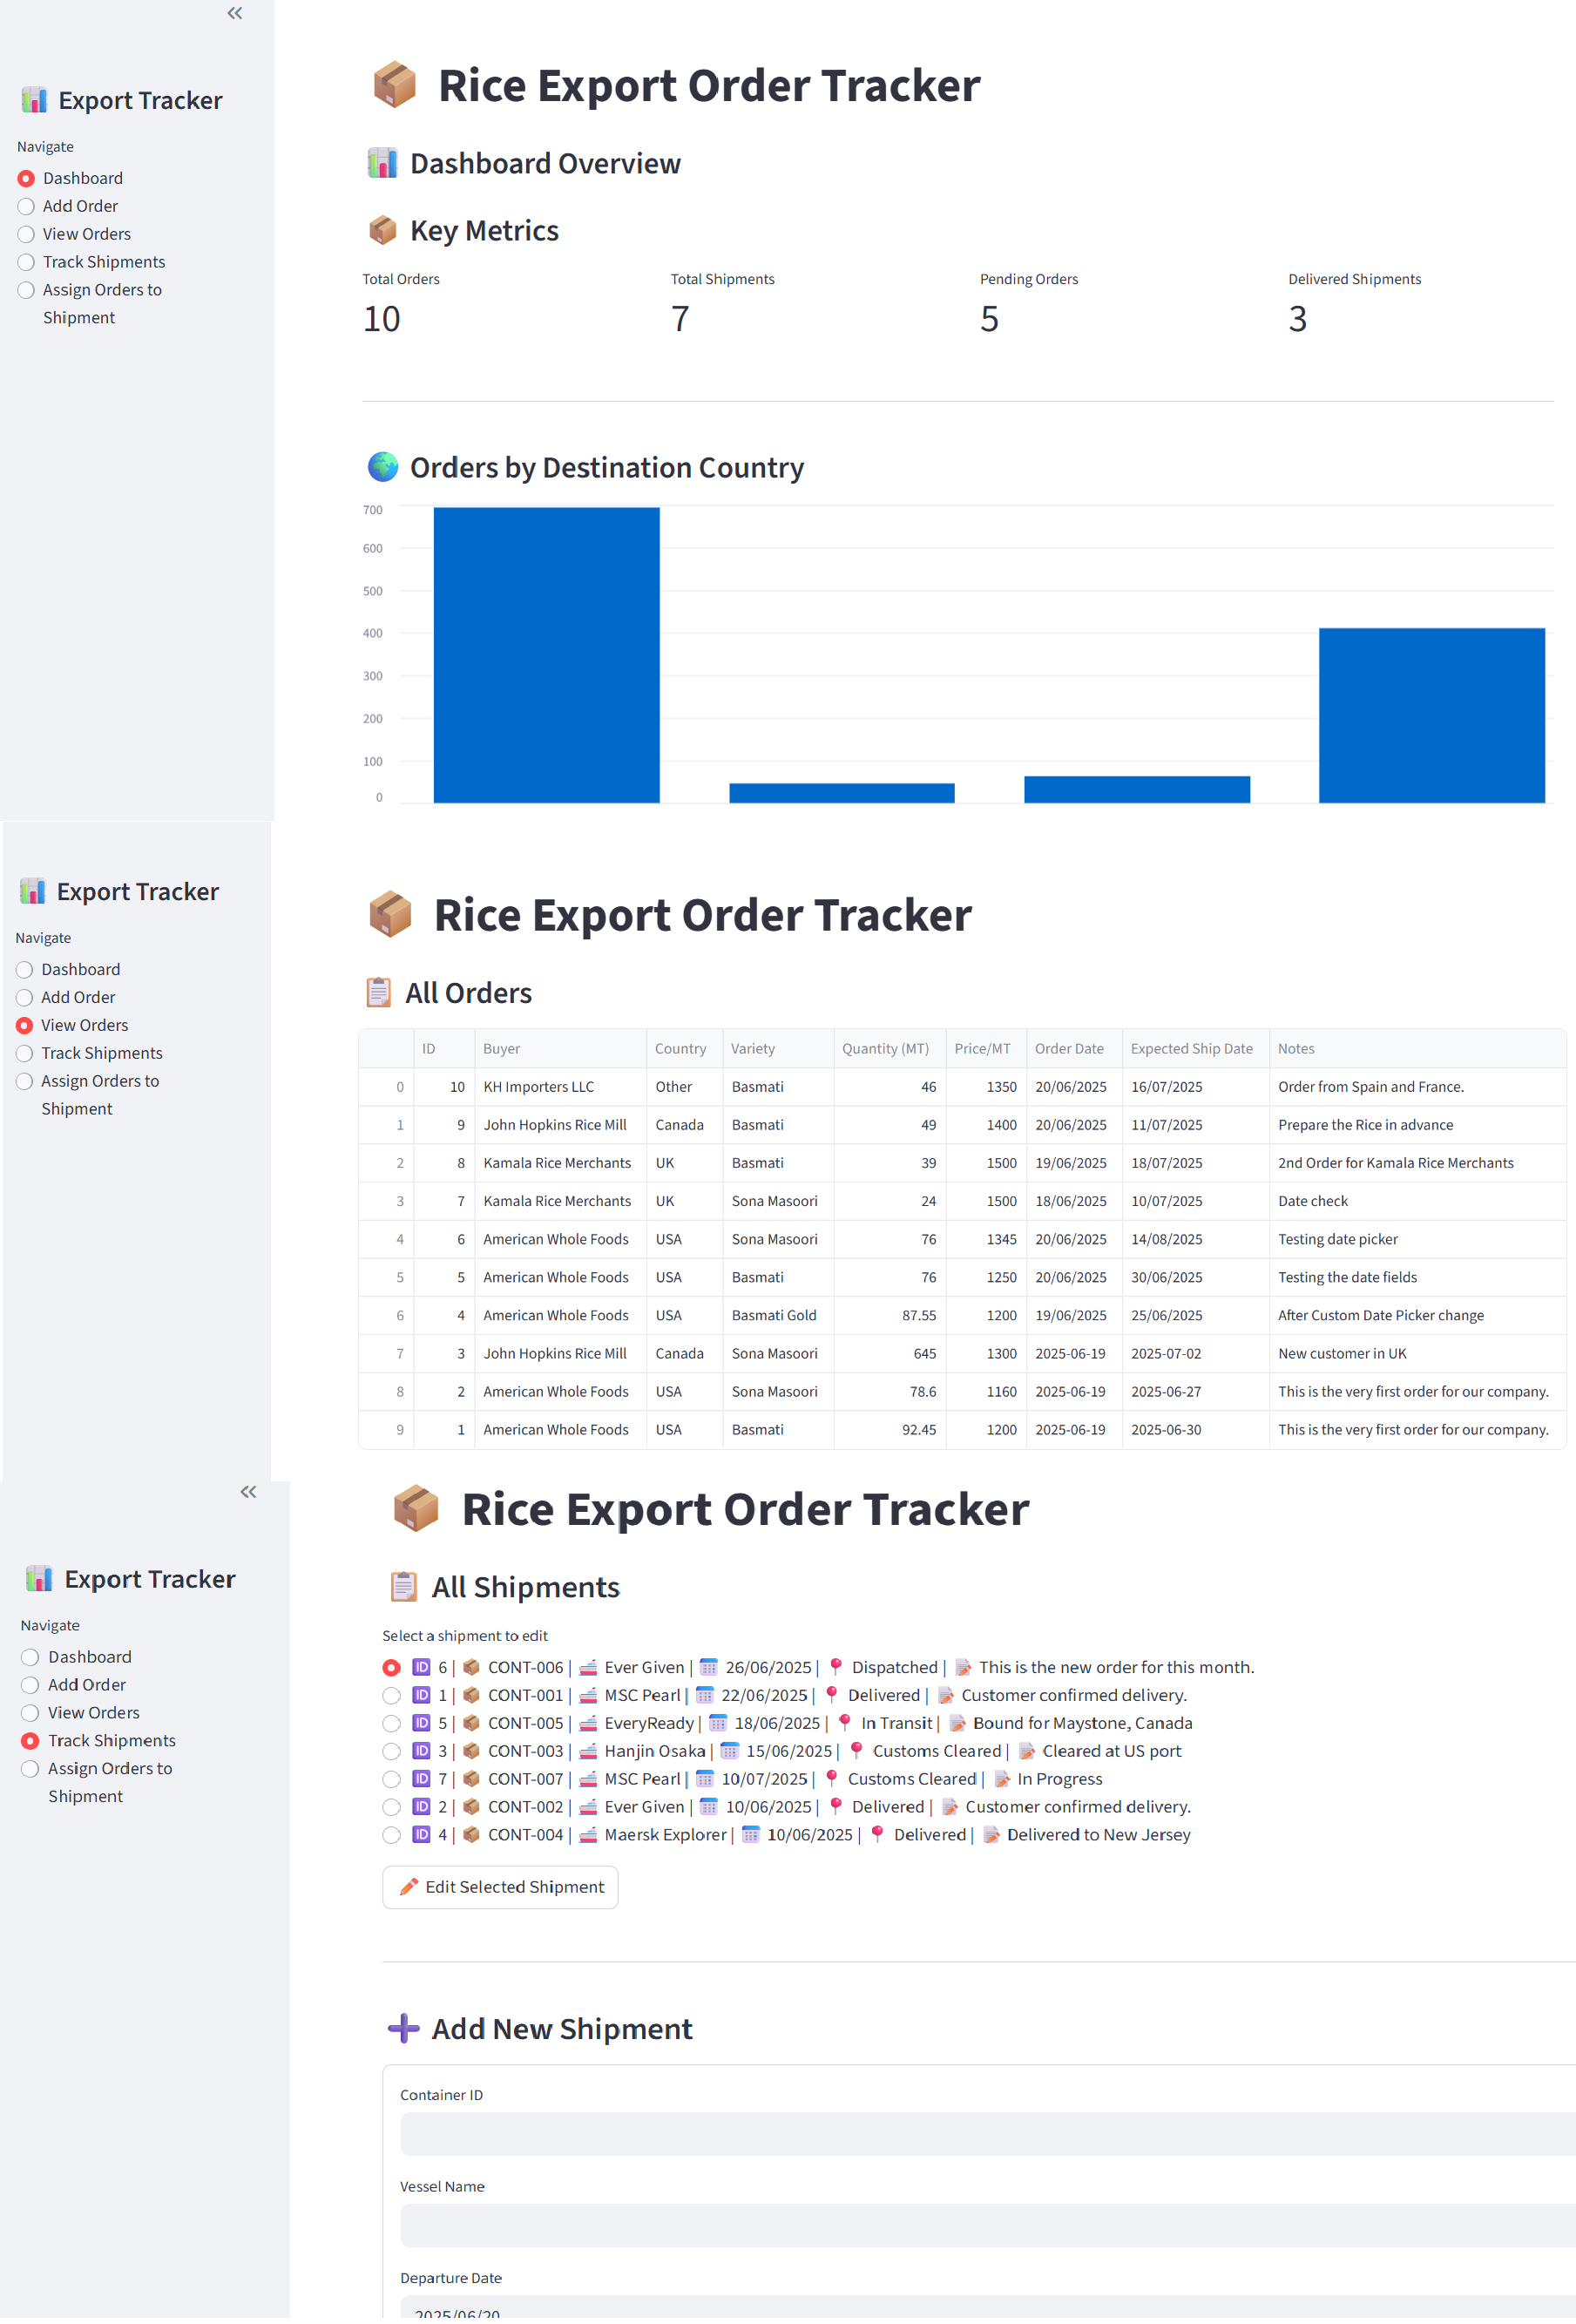 Export Tracker
Navigate
Dashboard
Add Order
View Orders
Track Shipments
Assign Orders to
Shipment
Rice Export Order Tracker
Dashboard Overview
Key Metrics
Total Orders
10
Total Shipments
7
Pending Orders
5
Delivered Shipments
3
Orders by Destination Country
700
600
500
400
300
200
100
0
Export Tracker
Navigate
Dashboard
Add Order
View Orders
Track Shipments
Assign Orders to
Shipment
Rice Export Order Tracker
All Orders
ID Buyer Country Variety Quantity (MT) Price/MT Order Date Expected Ship Date Notes
0 10 KH Importers LLC Other Basmati 46 1350 20/06/2025 16/07/2025 Order from Spain and France.
1 9 John Hopkins Rice Mill Canada Basmati 49 1400 20/06/2025 11/07/2025 Prepare the Rice in advance
2 8 Kamala Rice Merchants UK Basmati 39 1500 19/06/2025 18/07/2025 2nd Order for Kamala Rice Merchants
3 7 Kamala Rice Merchants UK Sona Masoori 24 1500 18/06/2025 10/07/2025 Date check
4 6 American Whole Foods USA Sona Masoori 76 1345 20/06/2025 14/08/2025 Testing date picker
5 5 American Whole Foods USA Basmati 76 1250 20/06/2025 30/06/2025 Testing the date fields
6 4 American Whole Foods USA Basmati Gold 87.55 1200 19/06/2025 25/06/2025 After Custom Date Picker change
7 3 John Hopkins Rice Mill Canada Sona Masoori 645 1300 2025-06-19 2025-07-02 New customer in UK
8 2 American Whole Foods USA Sona Masoori 78.6 1160 2025-06-19 2025-06-27 This is the very first order for our company.
9 1 American Whole Foods USA Basmati 92.45 1200 2025-06-19 2025-06-30 This is the very first order for our company.
Export Tracker
Navigate
Dashboard
Add Order
View Orders
Track Shipments
Assign Orders to
Shipment
Rice Export Order Tracker
All Shipments
Select a shipment to edit
ID 6 | CONT-006 | Ever Given | 26/06/2025 | Dispatched | This is the new order for this month.
ID 1 | CONT-001 | MSC Pearl | 22/06/2025 | Delivered | Customer confirmed delivery.
ID 5 | CONT-005 | EveryReady | 18/06/2025 | In Transit | Bound for Maystone, Canada
ID 3 | CONT-003 | Hanjin Osaka | 15/06/2025 | Customs Cleared | Cleared at US port
ID 7 | CONT-007 | MSC Pearl | 10/07/2025 | Customs Cleared | In Progress
ID 2 | CONT-002 | Ever Given | 10/06/2025 | Delivered | Customer confirmed delivery.
ID 4 | CONT-004 | Maersk Explorer | 10/06/2025 | Delivered | Delivered to New Jersey
Edit Selected Shipment
Add New Shipment
Container ID
Vessel Name
Departure Date
2025/06/20